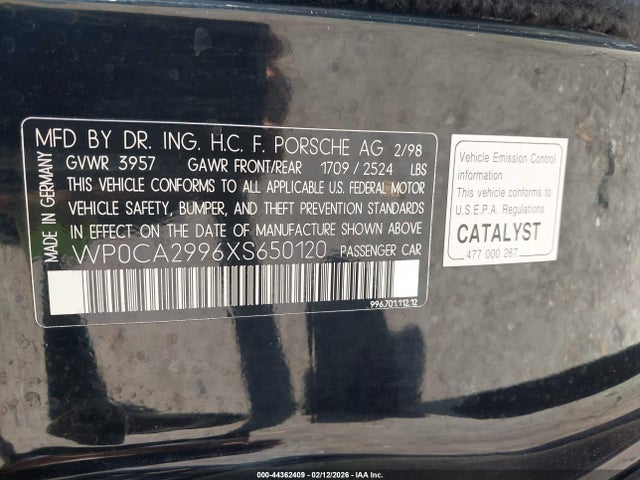 MADE IN GERMANY
MFD BY DR. ING. H.C. F. PORSCHE AG 2/98
GVWR 3957 GAWR FRONT/REAR 1709 / 2524 LBS
THIS VEHICLE CONFORMS TO ALL APPLICABLE U.S. FEDERAL MOTOR
VEHICLE SAFETY, BUMPER, AND THEFT PREVENTION STANDARDS
IN EFFECT ON THE DATE OF MANUFACTURE SHOWN ABOVE
WP0CA2996XS650120 PASSENGER CAR
996.701.112.12
Vehicle Emission Control
information
This vehicle conforms to
U.S.E.P.A. Regulations
CATALYST
477 000 267
000-44362409 - 02/12/2026 - IAA Inc.